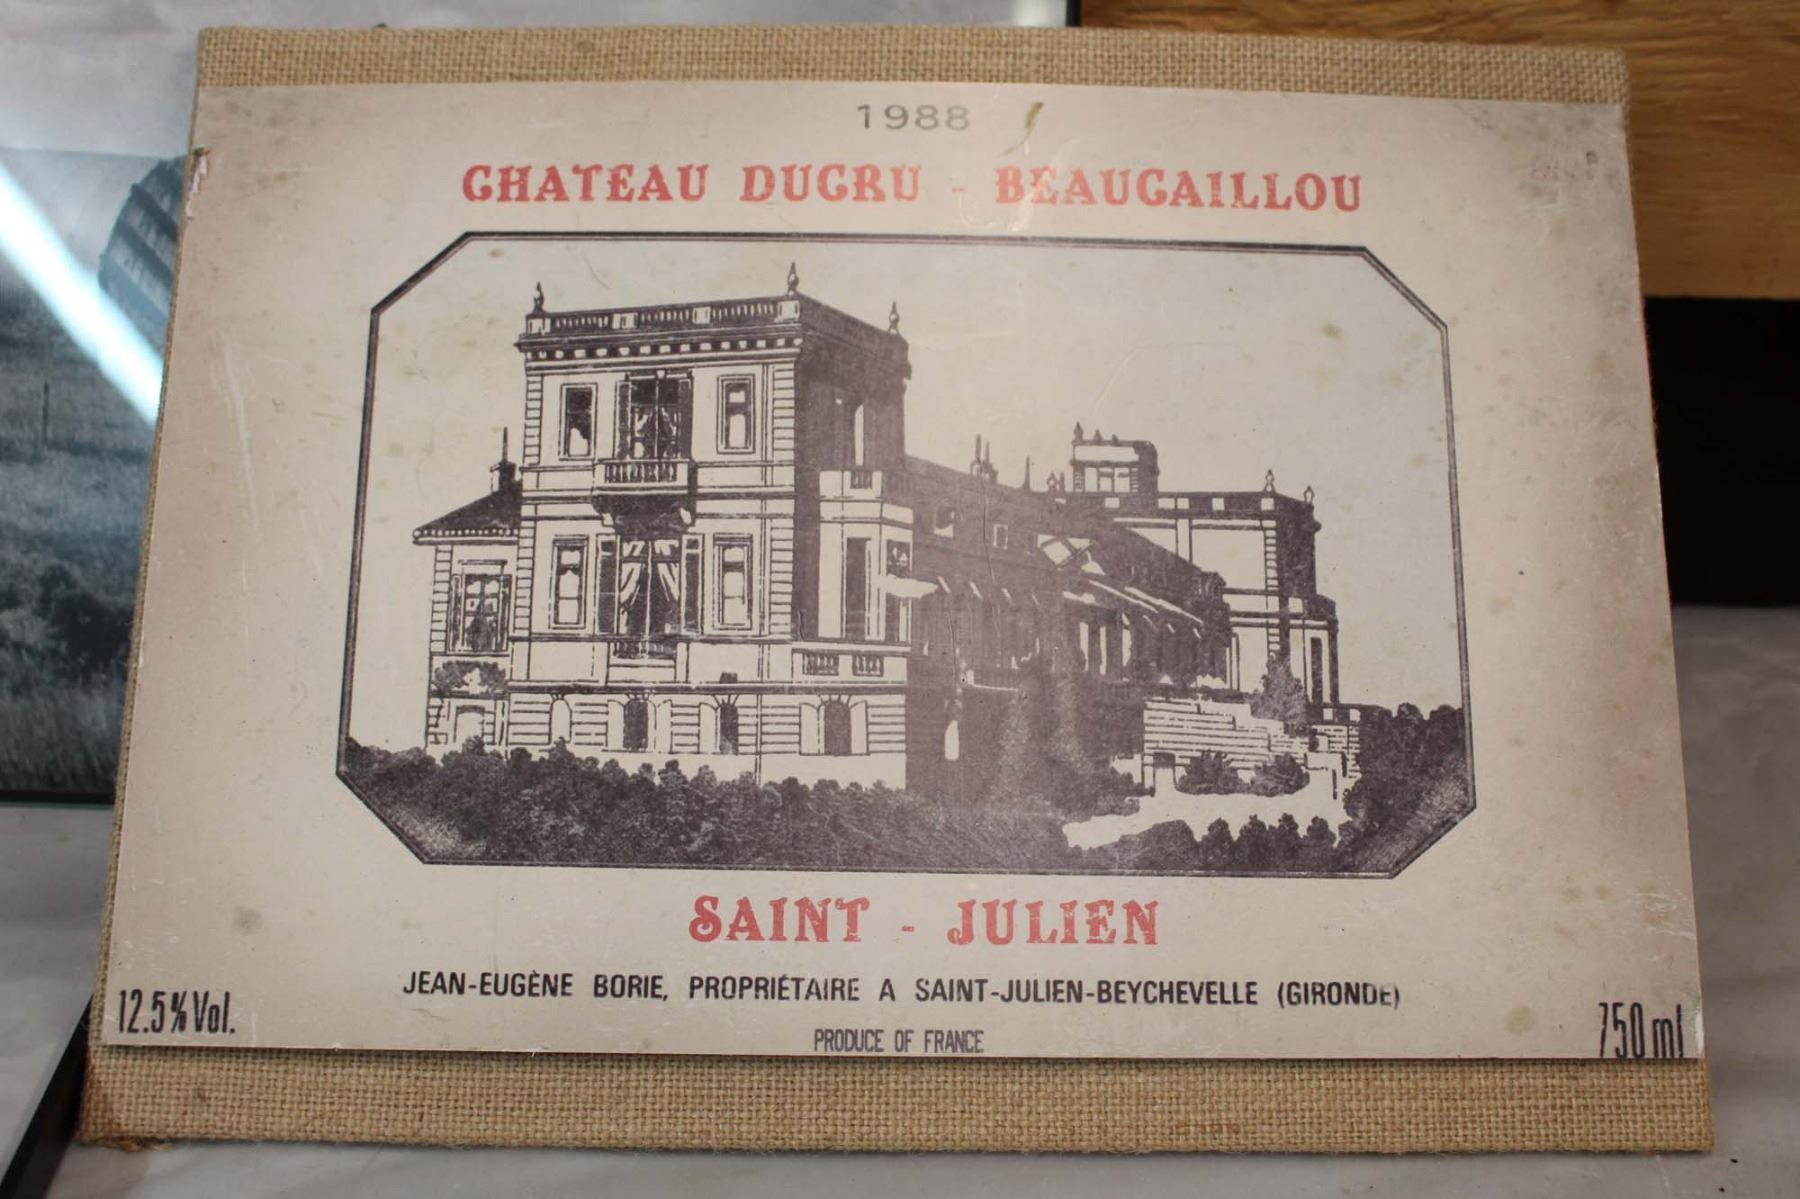 1988
CHATEAU DUCRU - BEAUCAILLOU
SAINT - JULIEN
JEAN-EUGÈNE BORIE, PROPRIÉTAIRE A SAINT-JULIEN-BEYCHEVELLE (GIRONDE)
12.5% Vol.
750 ml
PRODUCE OF FRANCE